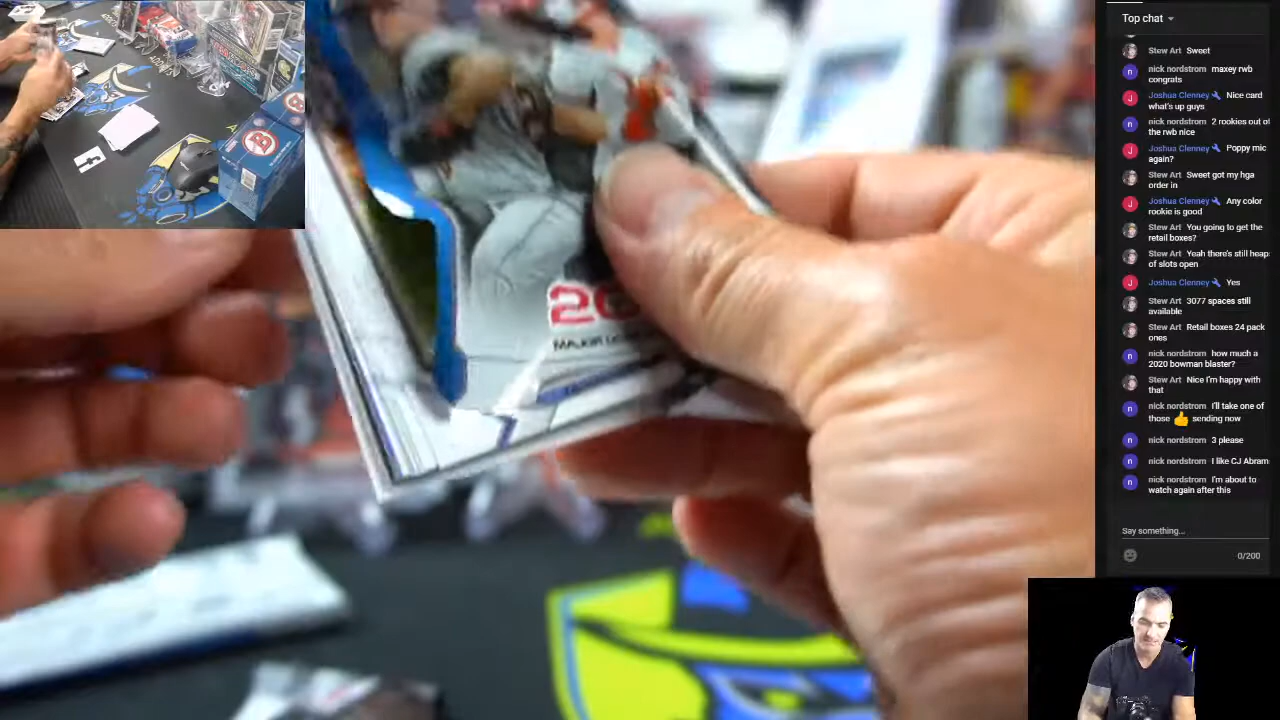 Top chat
Stew Art Sweet
nick nordstrom maxey rwb
congrats
Joshua Clenney Nice card
what's up guys
nick nordstrom 2 rookies out of
the rwb nice
Joshua Clenney Poppy mic
again?
Stew Art Sweet got my hga
order in
Joshua Clenney Any color
rookie is good
Stew Art You going to get the
retail boxes?
Stew Art Yeah there's still heaps
of slots open
Joshua Clenney Yes
Stew Art 3077 spaces still
available
Stew Art Retail boxes 24 pack
ones
nick nordstrom how much a
2020 bowman blaster?
Stew Art Nice I'm happy with
that
nick nordstrom I'll take one of
those 👍 sending now
nick nordstrom 3 please
nick nordstrom I like CJ Abram
nick nordstrom I'm about to
watch again after this
Say something...
0/200
20
MAJOR
B